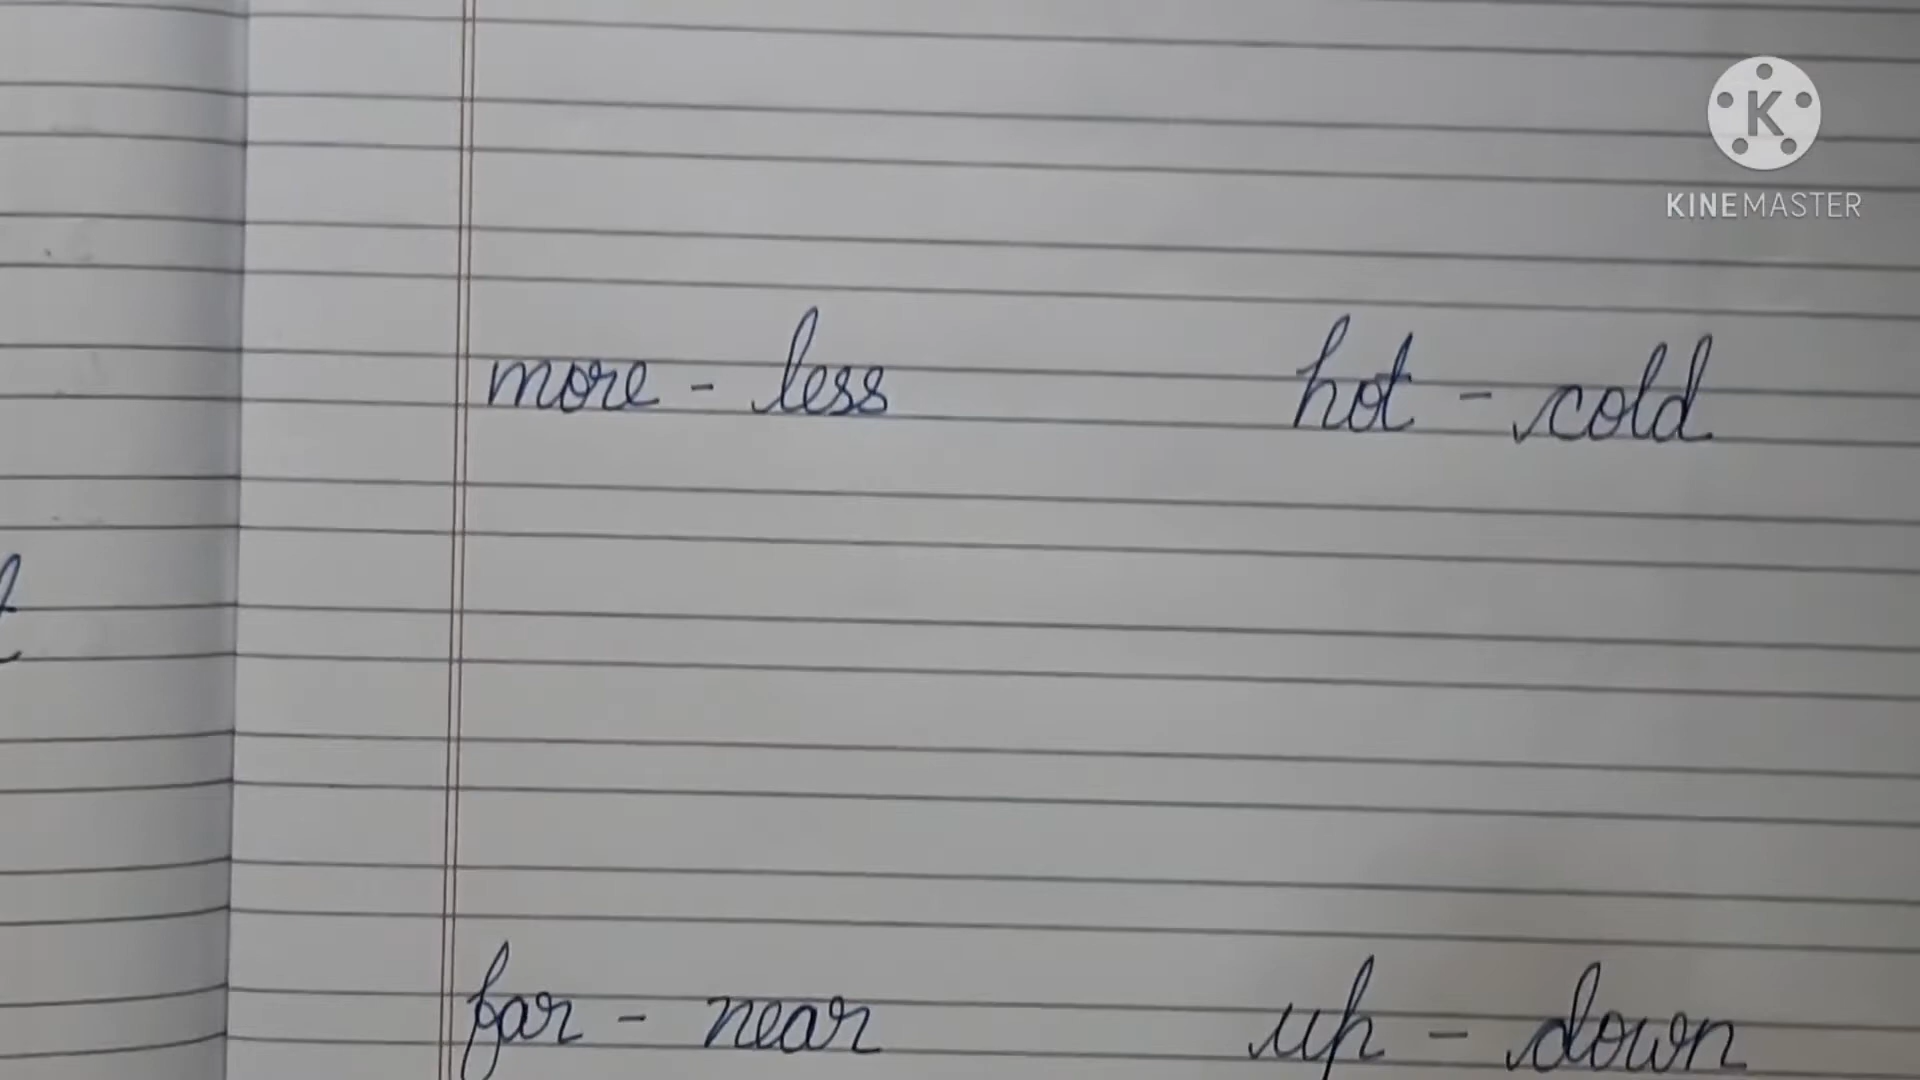 K
KINEMASTER
more - less hot - cold
far - near up - down